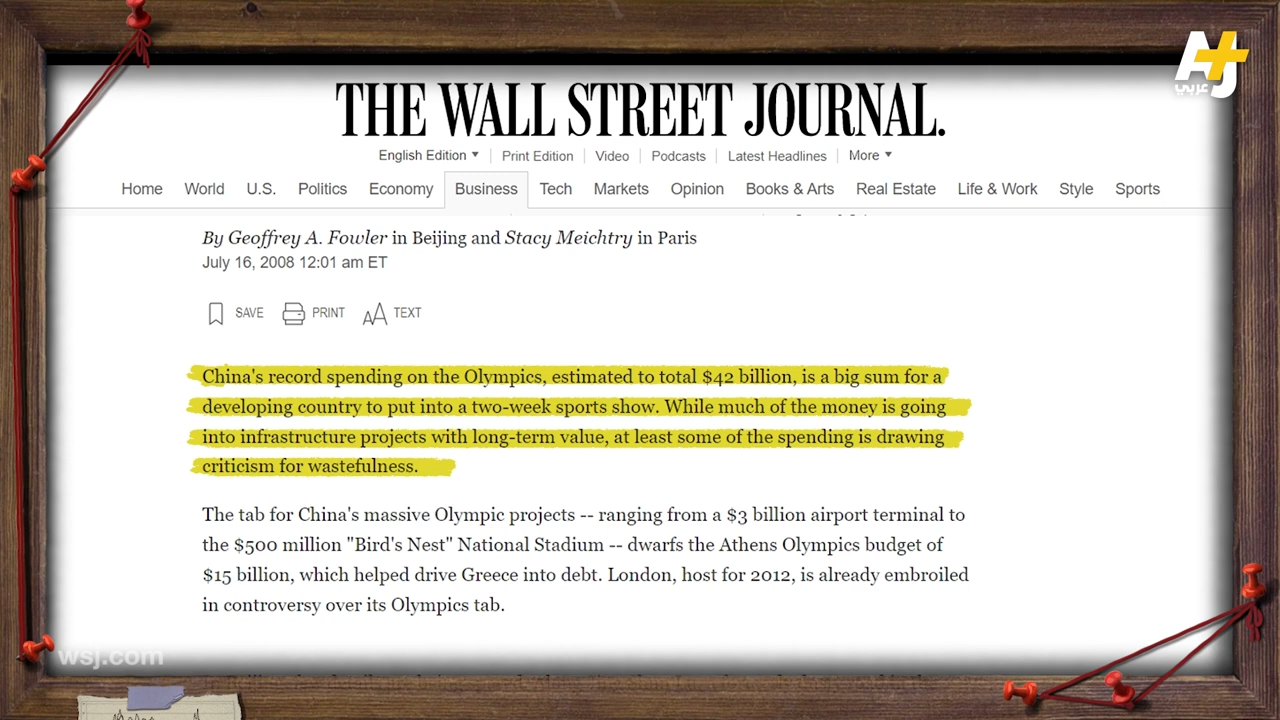 AJ+
عربي
THE WALL STREET JOURNAL.
English Edition
Print Edition
Video
Podcasts
Latest Headlines
More
Home
World
U.S.
Politics
Economy
Business
Tech
Markets
Opinion
Books & Arts
Real Estate
Life & Work
Style
Sports
By Geoffrey A. Fowler in Beijing and Stacy Meichtry in Paris
July 16, 2008 12:01 am ET
SAVE
PRINT
AA TEXT
China's record spending on the Olympics, estimated to total $42 billion, is a big sum for a
developing country to put into a two-week sports show. While much of the money is going
into infrastructure projects with long-term value, at least some of the spending is drawing
criticism for wastefulness.
The tab for China's massive Olympic projects -- ranging from a $3 billion airport terminal to
the $500 million "Bird's Nest" National Stadium -- dwarfs the Athens Olympics budget of
$15 billion, which helped drive Greece into debt. London, host for 2012, is already embroiled
in controversy over its Olympics tab.
wsj.com